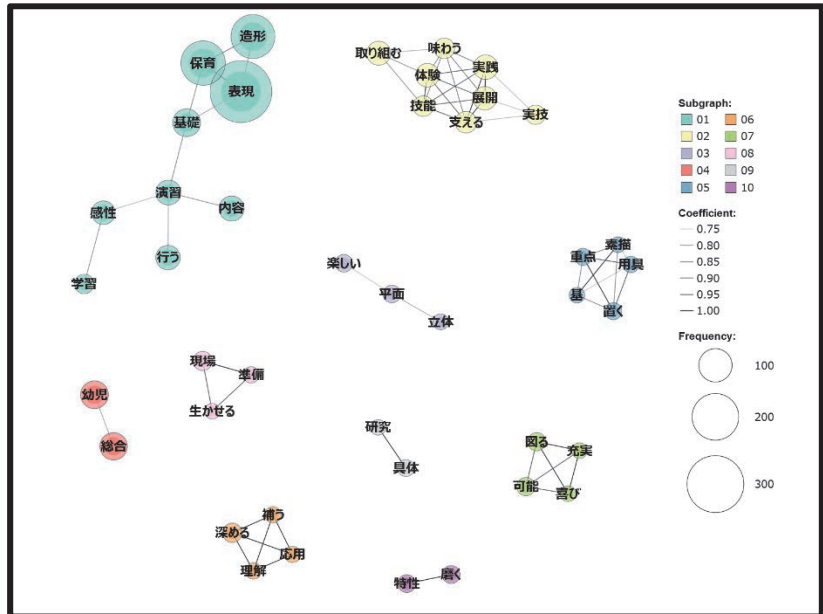 造形
保育
表現
基礎
演習
感性
内容
行う
学習
取り組む
味わう
体験
実践
技能
展開
支える
実技
楽しい
平面
立体
素描
重点
用具
基
置く
幼児
総合
現場
準備
生かせる
研究
具体
図る
充実
可能
喜び
補う
深める
応用
理解
特性
磨く
Subgraph:
01 06
02 07
03 08
04 09
05 10
Coefficient:
0.75
0.80
0.85
0.90
0.95
1.00
Frequency:
100
200
300